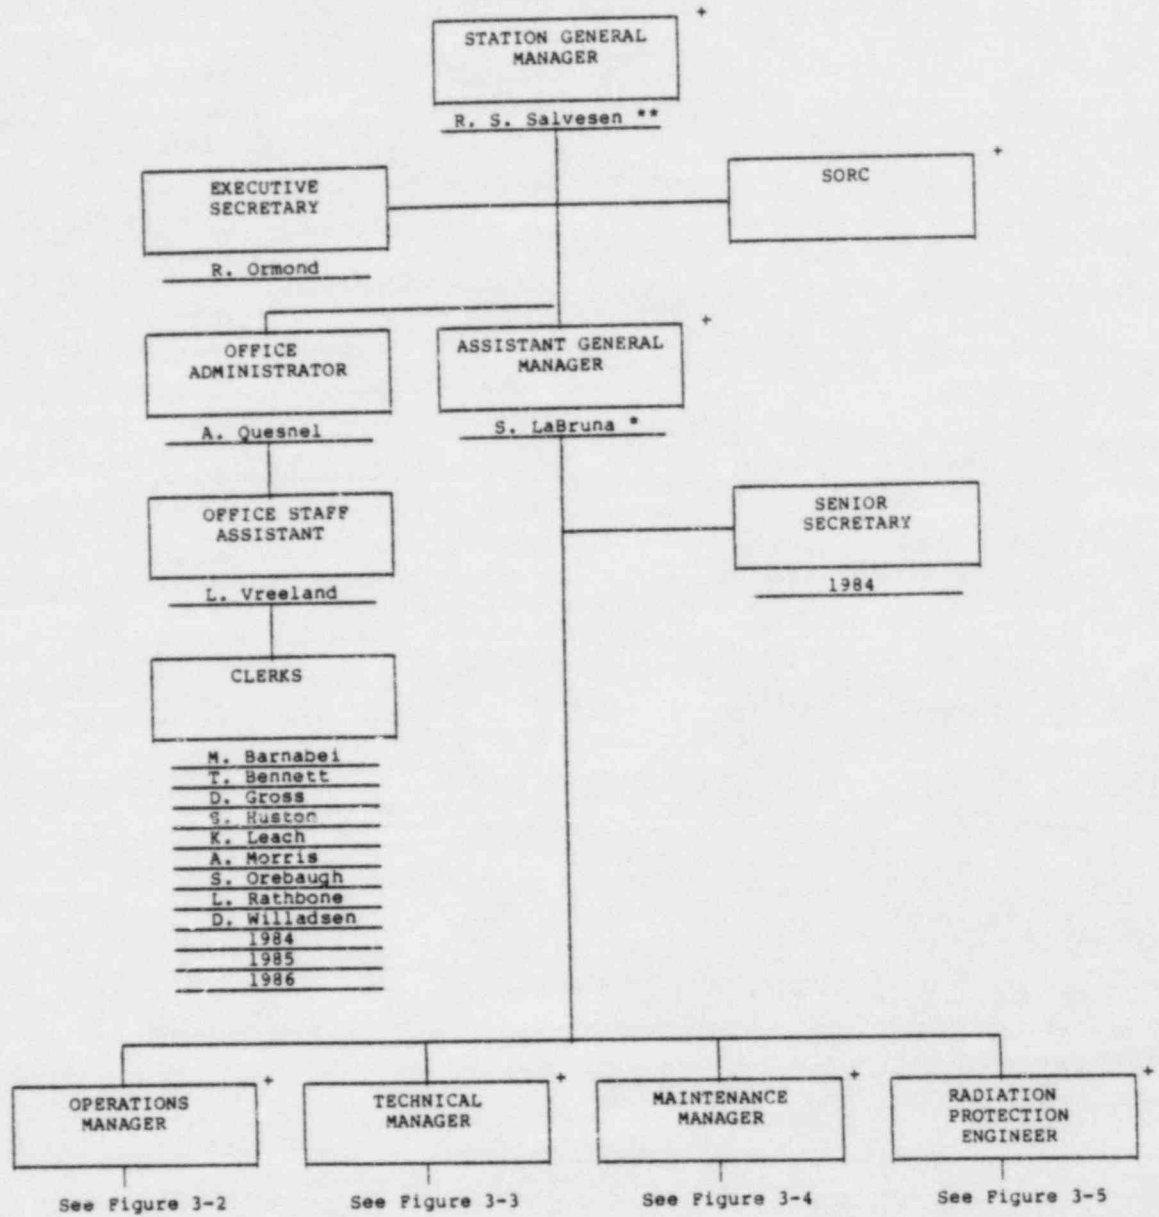 +
STATION GENERAL
MANAGER
R. S. Salvesen **
EXECUTIVE
SECRETARY
R. Ormond
+
SORC
OFFICE
ADMINISTRATOR
A. Quesnel
+
ASSISTANT GENERAL
MANAGER
S. LaBruna *
OFFICE STAFF
ASSISTANT
L. Vreeland
SENIOR
SECRETARY
1984
CLERKS
M. Barnabei
T. Bennett
D. Gross
S. Huston
K. Leach
A. Morris
S. Orebaugh
L. Rathbone
D. Willadsen
1984
1985
1986
+
OPERATIONS
MANAGER
See Figure 3-2
+
TECHNICAL
MANAGER
See Figure 3-3
+
MAINTENANCE
MANAGER
See Figure 3-4
+
RADIATION
PROTECTION
ENGINEER
See Figure 3-5